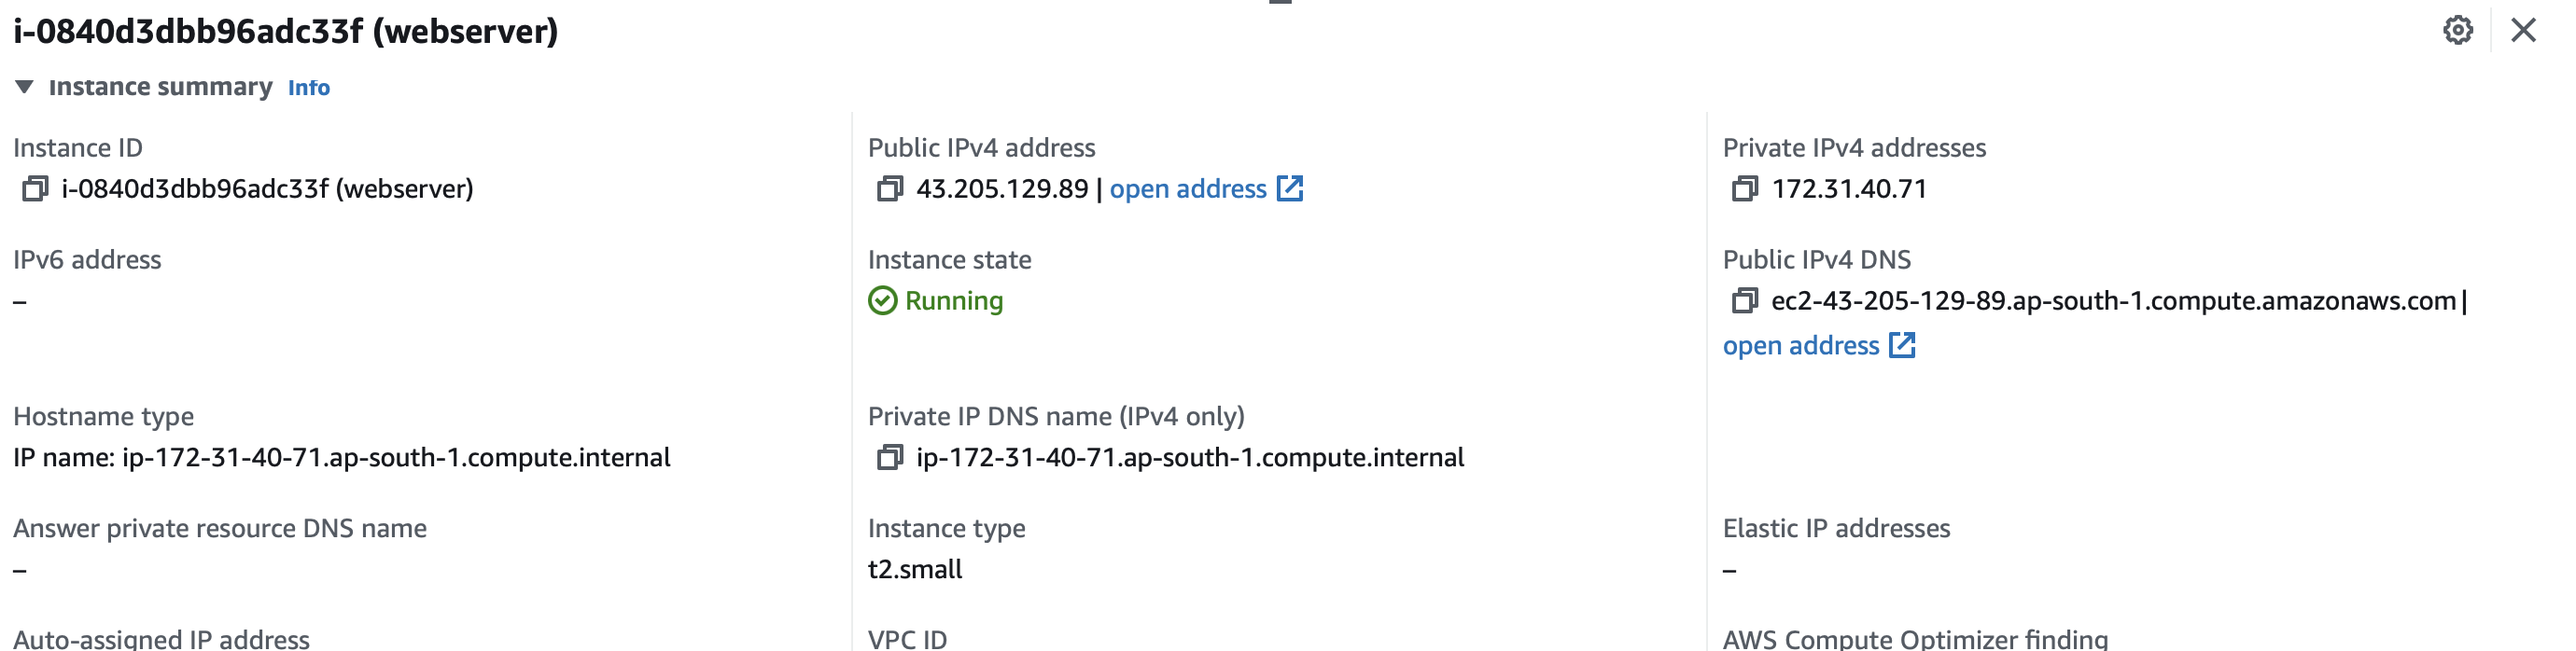 i-0840d3dbb96adc33f (webserver)
Instance summary Info
Instance ID
i-0840d3dbb96adc33f (webserver)
Public IPv4 address
43.205.129.89 | open address
Private IPv4 addresses
172.31.40.71
IPv6 address
–
Instance state
Running
Public IPv4 DNS
ec2-43-205-129-89.ap-south-1.compute.amazonaws.com |
open address
Hostname type
IP name: ip-172-31-40-71.ap-south-1.compute.internal
Private IP DNS name (IPv4 only)
ip-172-31-40-71.ap-south-1.compute.internal
Answer private resource DNS name
–
Instance type
t2.small
Elastic IP addresses
–
Auto-assigned IP address
VPC ID
AWS Compute Optimizer finding